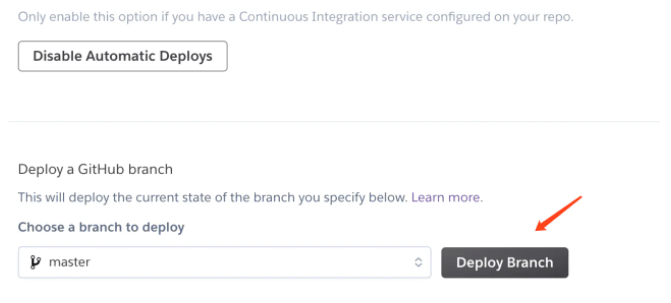 Only enable this option if you have a Continuous Integration service configured on your repo.
Disable Automatic Deploys
Deploy a GitHub branch
This will deploy the current state of the branch you specify below. Learn more.
Choose a branch to deploy
master
Deploy Branch